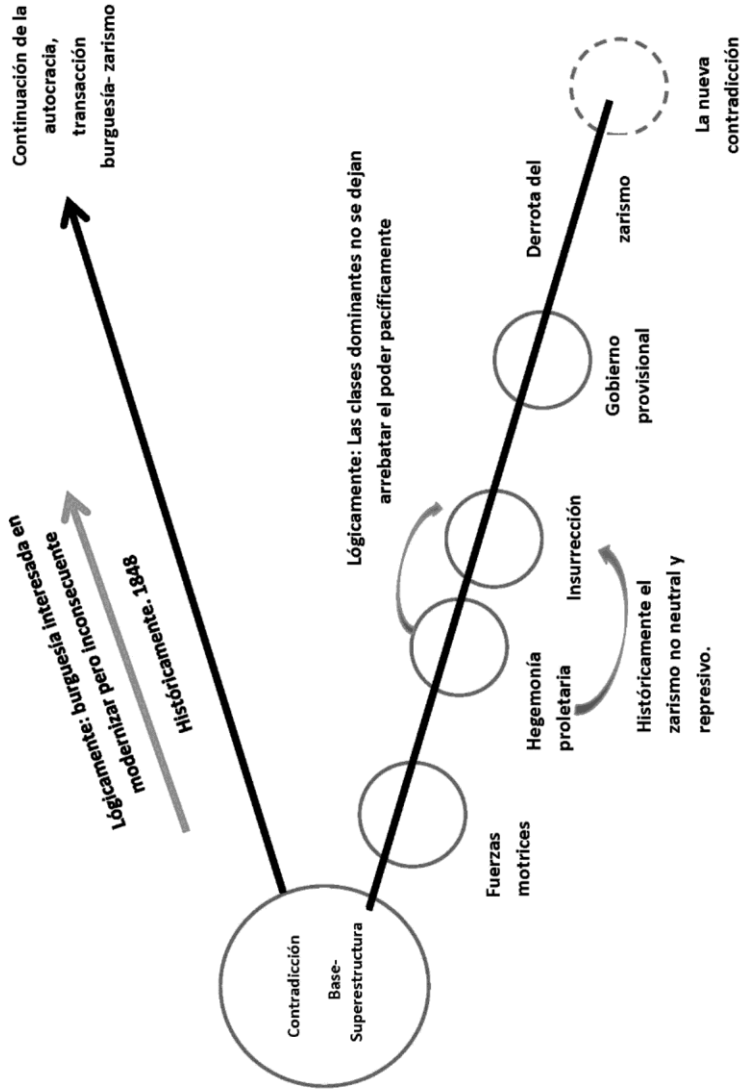 Continuación de la
autocracia,
transacción
burguesía- zarismo
Lógicamente: burguesía interesada en
modernizar pero inconsecuente
Históricamente. 1848
Contradicción
Base-
Superestructura
Lógicamente: Las clases dominantes no se dejan
arrebatar el poder pacíficamente
Fuerzas
motrices
Hegemonía
proletaria
Insurrección
Históricamente el
zarismo no neutral y
represivo.
Gobierno
provisional
Derrota del
zarismo
La nueva
contradicción